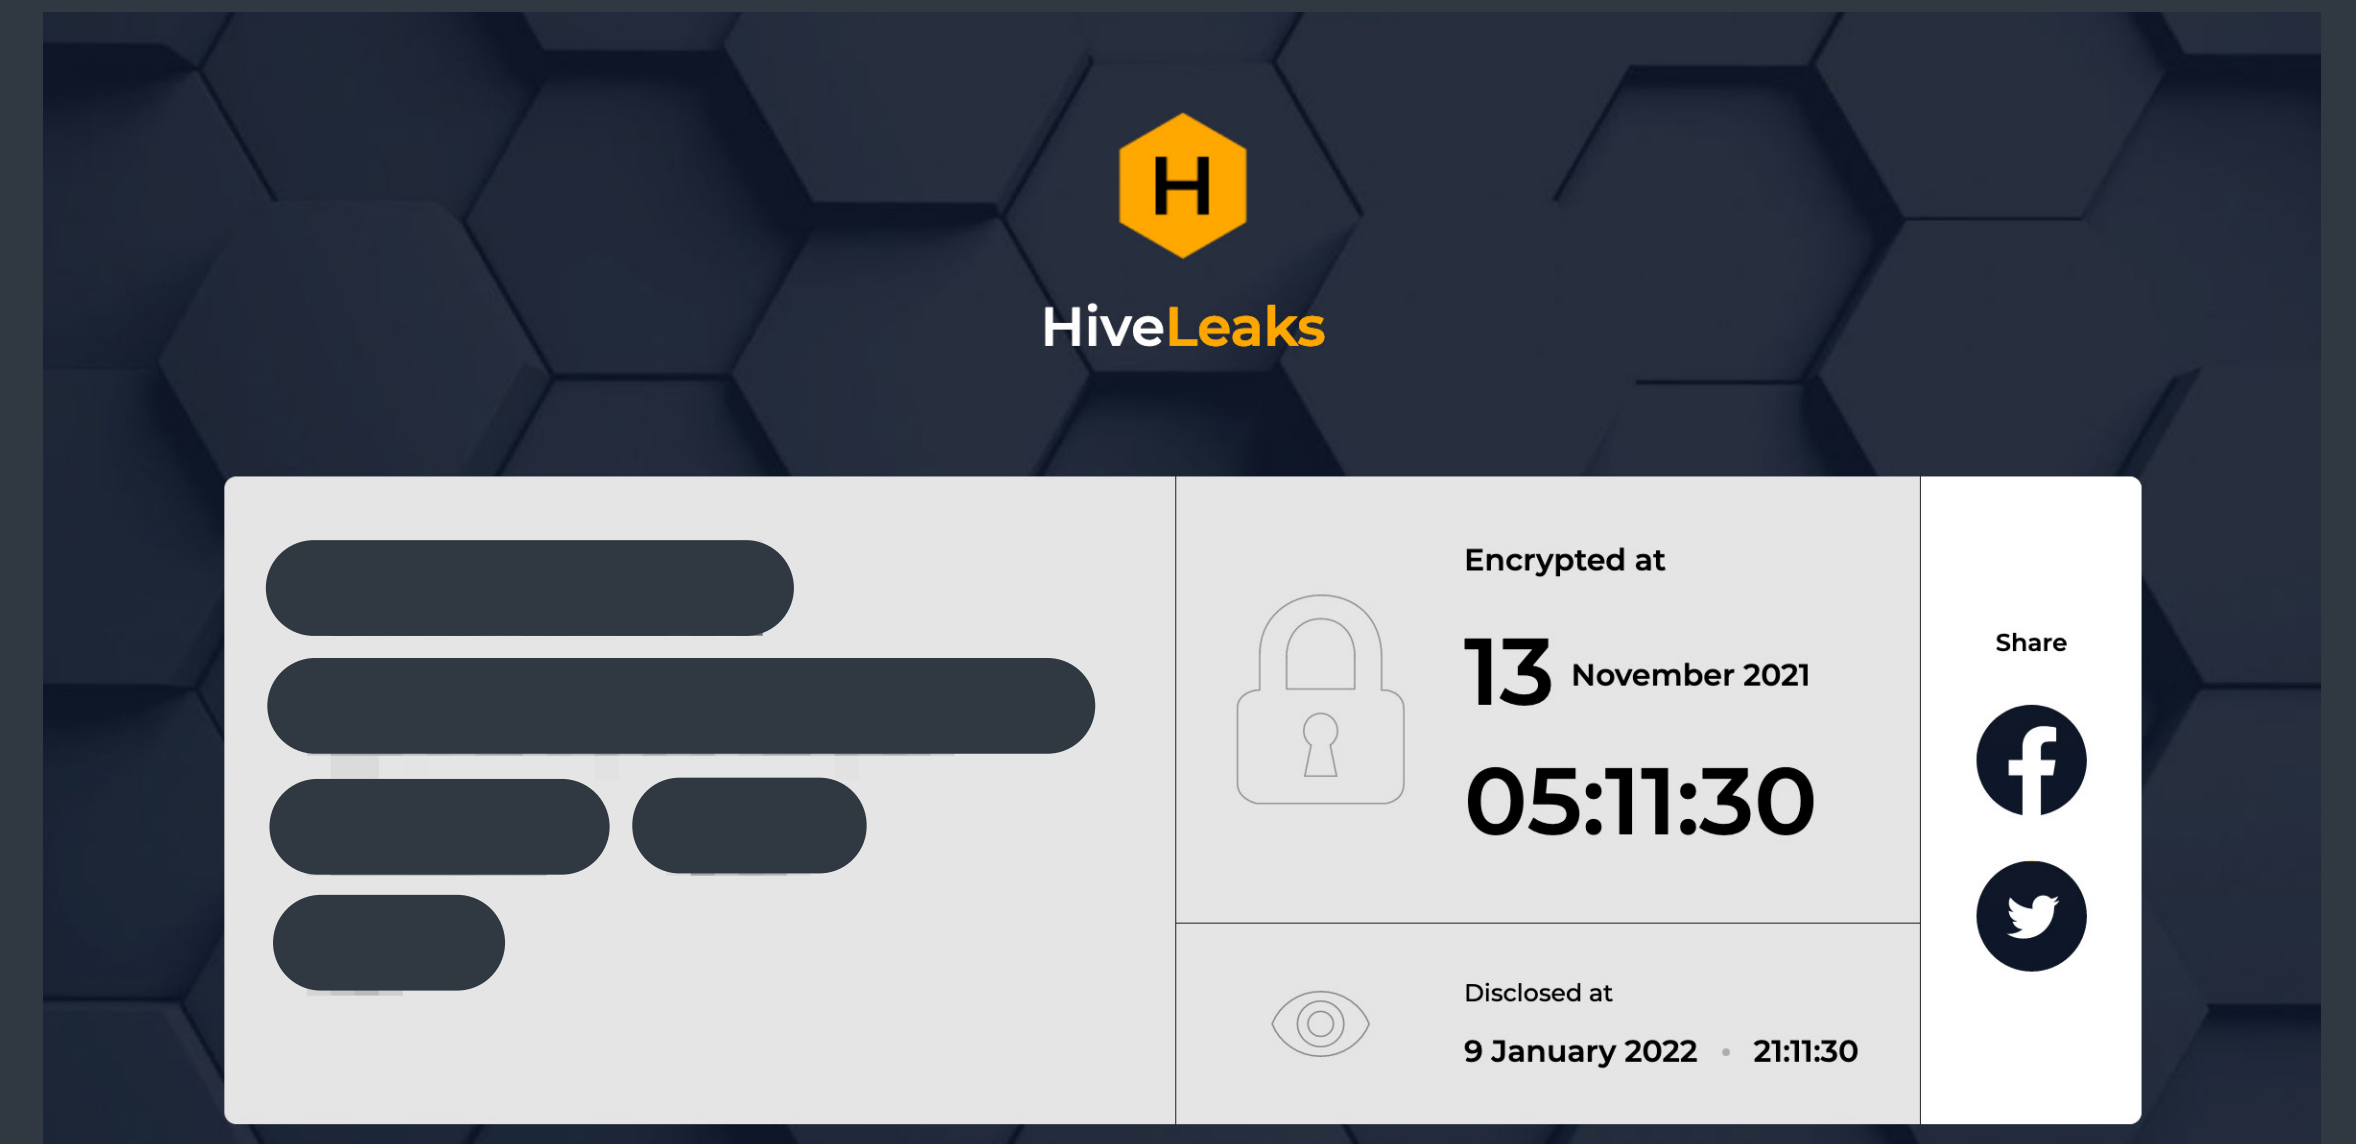 H
HiveLeaks
Encrypted at
13 November 2021
05:11:30
Disclosed at
9 January 2022 • 21:11:30
Share